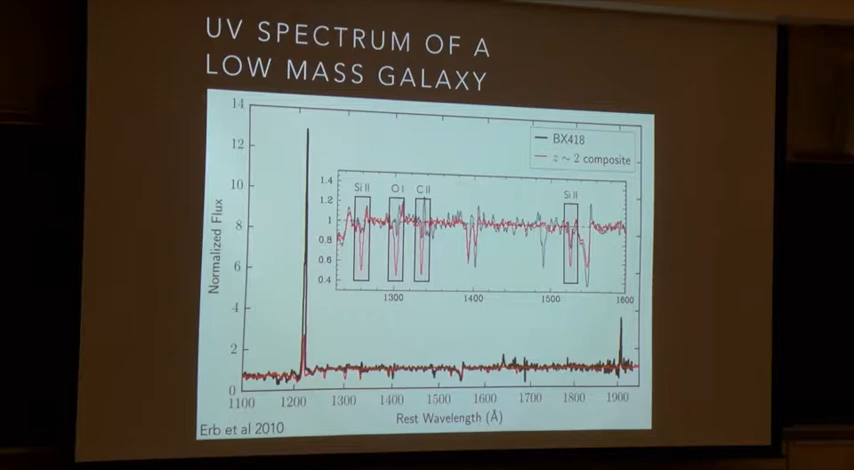 UV SPECTRUM OF A
LOW MASS GALAXY
14
12
10
8
6
4
2
0
Normalized Flux
BX418
z ∼ 2 composite
1.4
1.2
1.0
0.8
0.6
0.4
Si II
O I
C II
Si II
1300
1400
1500
1600
1100
1200
1300
1400
1500
1600
1700
1800
1900
Rest Wavelength (Å)
Erb et al 2010